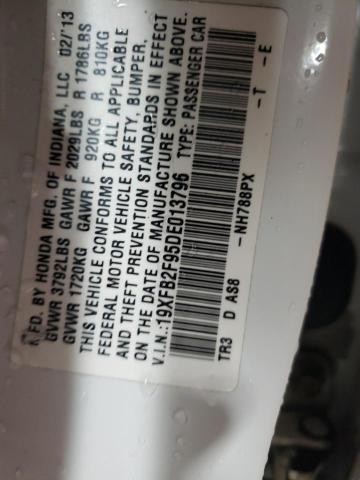 MFD. BY HONDA MFG. OF INDIANA, LLC 02/13
GVWR 3792LBS GAWR F 2029LBS R 1786LBS
GVWR 1720KG GAWR F 920KG R 810KG
THIS VEHICLE CONFORMS TO ALL APPLICABLE
FEDERAL MOTOR VEHICLE SAFETY, BUMPER,
AND THEFT PREVENTION STANDARDS IN EFFECT
ON THE DATE OF MANUFACTURE SHOWN ABOVE.
V.I.N.:19XFB2F95DE013796 TYPE: PASSENGER CAR
-NH788PX -T -E
TR3 D AS8